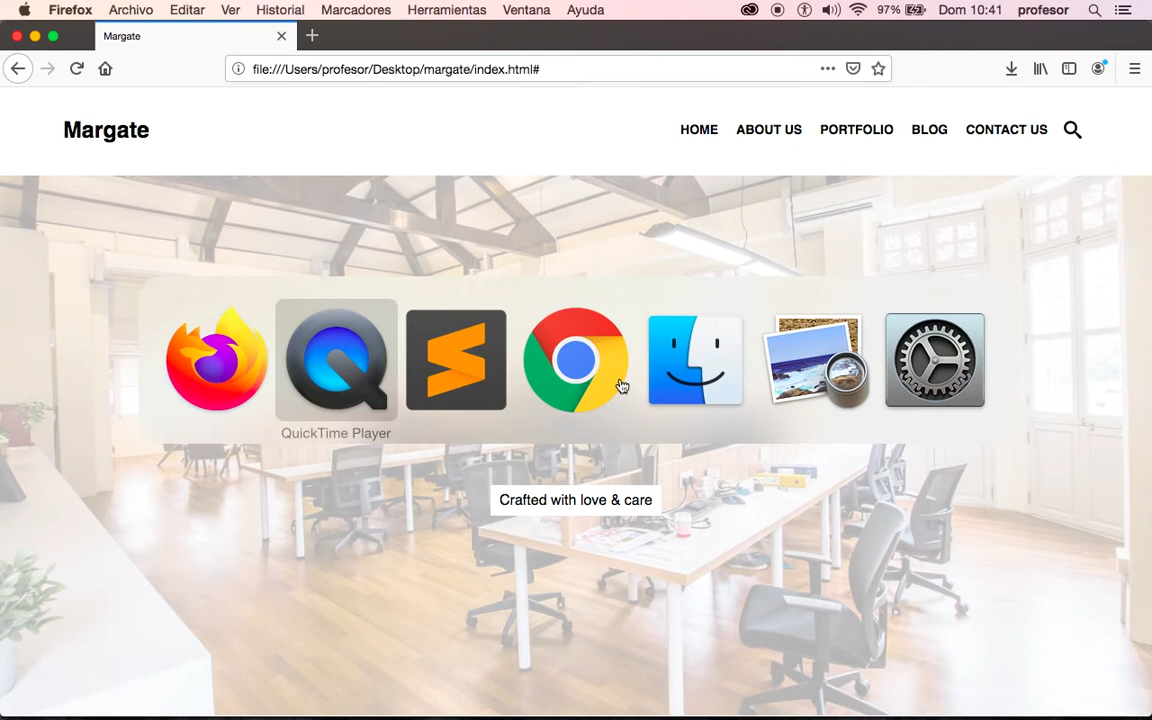 Firefox Archivo Editar Ver Historial Marcadores Herramientas Ventana Ayuda 97% Dom 10:41 profesor
Margate
file:///Users/profesor/Desktop/margate/index.html#
Margate HOME ABOUT US PORTFOLIO BLOG CONTACT US
QuickTime Player
Crafted with love & care